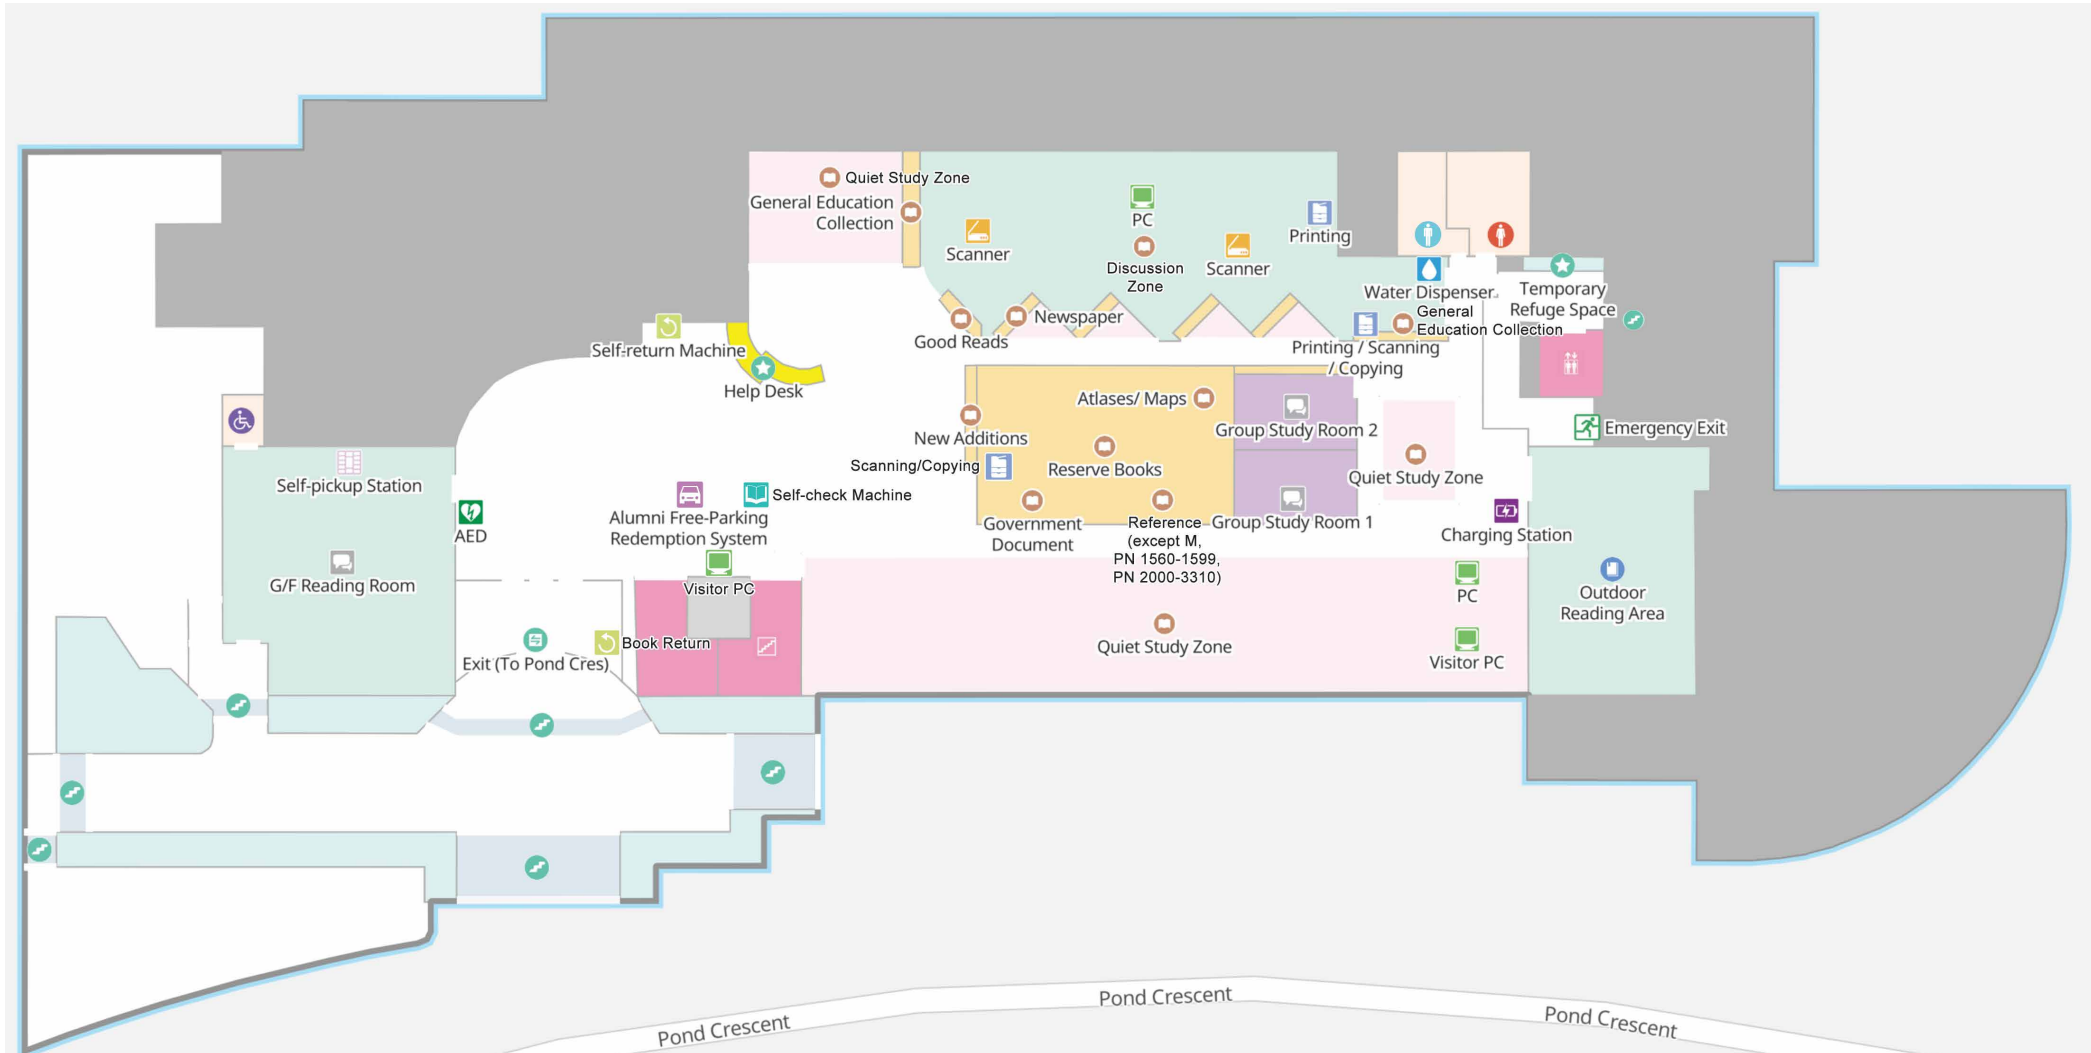 Quiet Study Zone
General Education
Collection
PC
Printing
Scanner
Discussion
Zone
Scanner
Water Dispenser
Temporary
Refuge Space
General
Education Collection
Newspaper
Good Reads
Printing / Scanning
/ Copying
Self-return Machine
Help Desk
Atlases/ Maps
New Additions
Group Study Room 2
Emergency Exit
Scanning/Copying
Reserve Books
Quiet Study Zone
Self-pickup Station
Self-check Machine
Alumni Free-Parking
Redemption System
AED
Government
Document
Reference
(except M,
PN 1560-1599,
PN 2000-3310)
Group Study Room 1
Charging Station
G/F Reading Room
Visitor PC
PC
Outdoor
Reading Area
Book Return
Exit (To Pond Cres)
Quiet Study Zone
Visitor PC
Pond Crescent
Pond Crescent
Pond Crescent